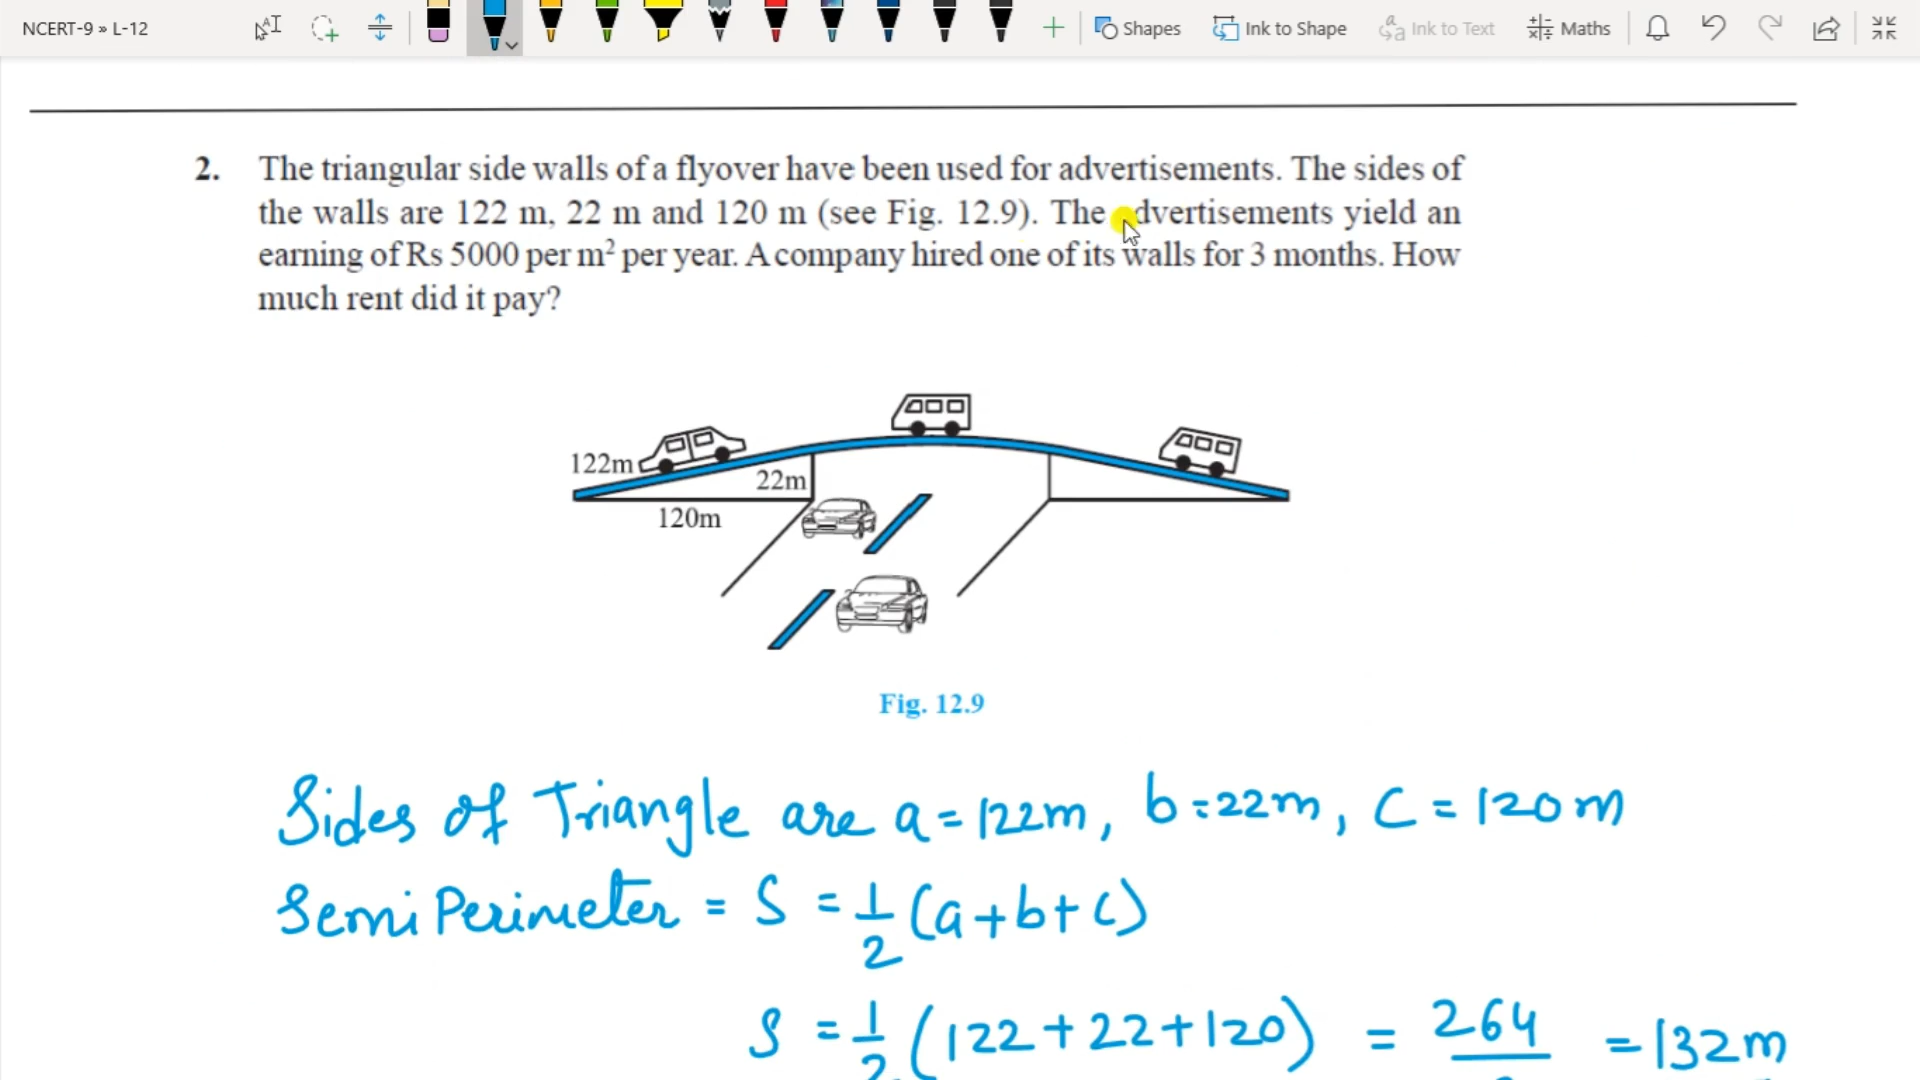 NCERT-9 » L-12
Shapes
Ink to Shape
Ink to Text
Maths
2. The triangular side walls of a flyover have been used for advertisements. The sides of
the walls are 122 m, 22 m and 120 m (see Fig. 12.9). The advertisements yield an
earning of Rs 5000 per m² per year. A company hired one of its walls for 3 months. How
much rent did it pay?
122m
22m
120m
Fig. 12.9
Sides of Triangle are a = 122m, b = 22m, c = 120m
Semi Perimeter = S = 1/2 (a+b+c)
S = 1/2 (122+22+120) = 264 = 132m